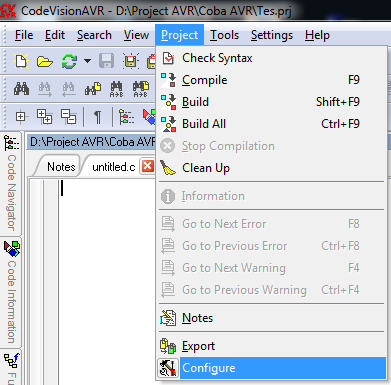 CodeVisionAVR - D:\Project AVR\Coba AVR\Tes.prj
File Edit Search View Project Tools Settings Help
Check Syntax
Compile F9
Build Shift+F9
Build All Ctrl+F9
Stop Compilation
Clean Up
Information
Go to Next Error F8
Go to Previous Error Ctrl+F8
Go to Next Warning F4
Go to Previous Warning Ctrl+F4
Notes
Export
Configure
D:\Project AVR\Coba AVR
Notes untitled.c
Code Navigator
Code Information